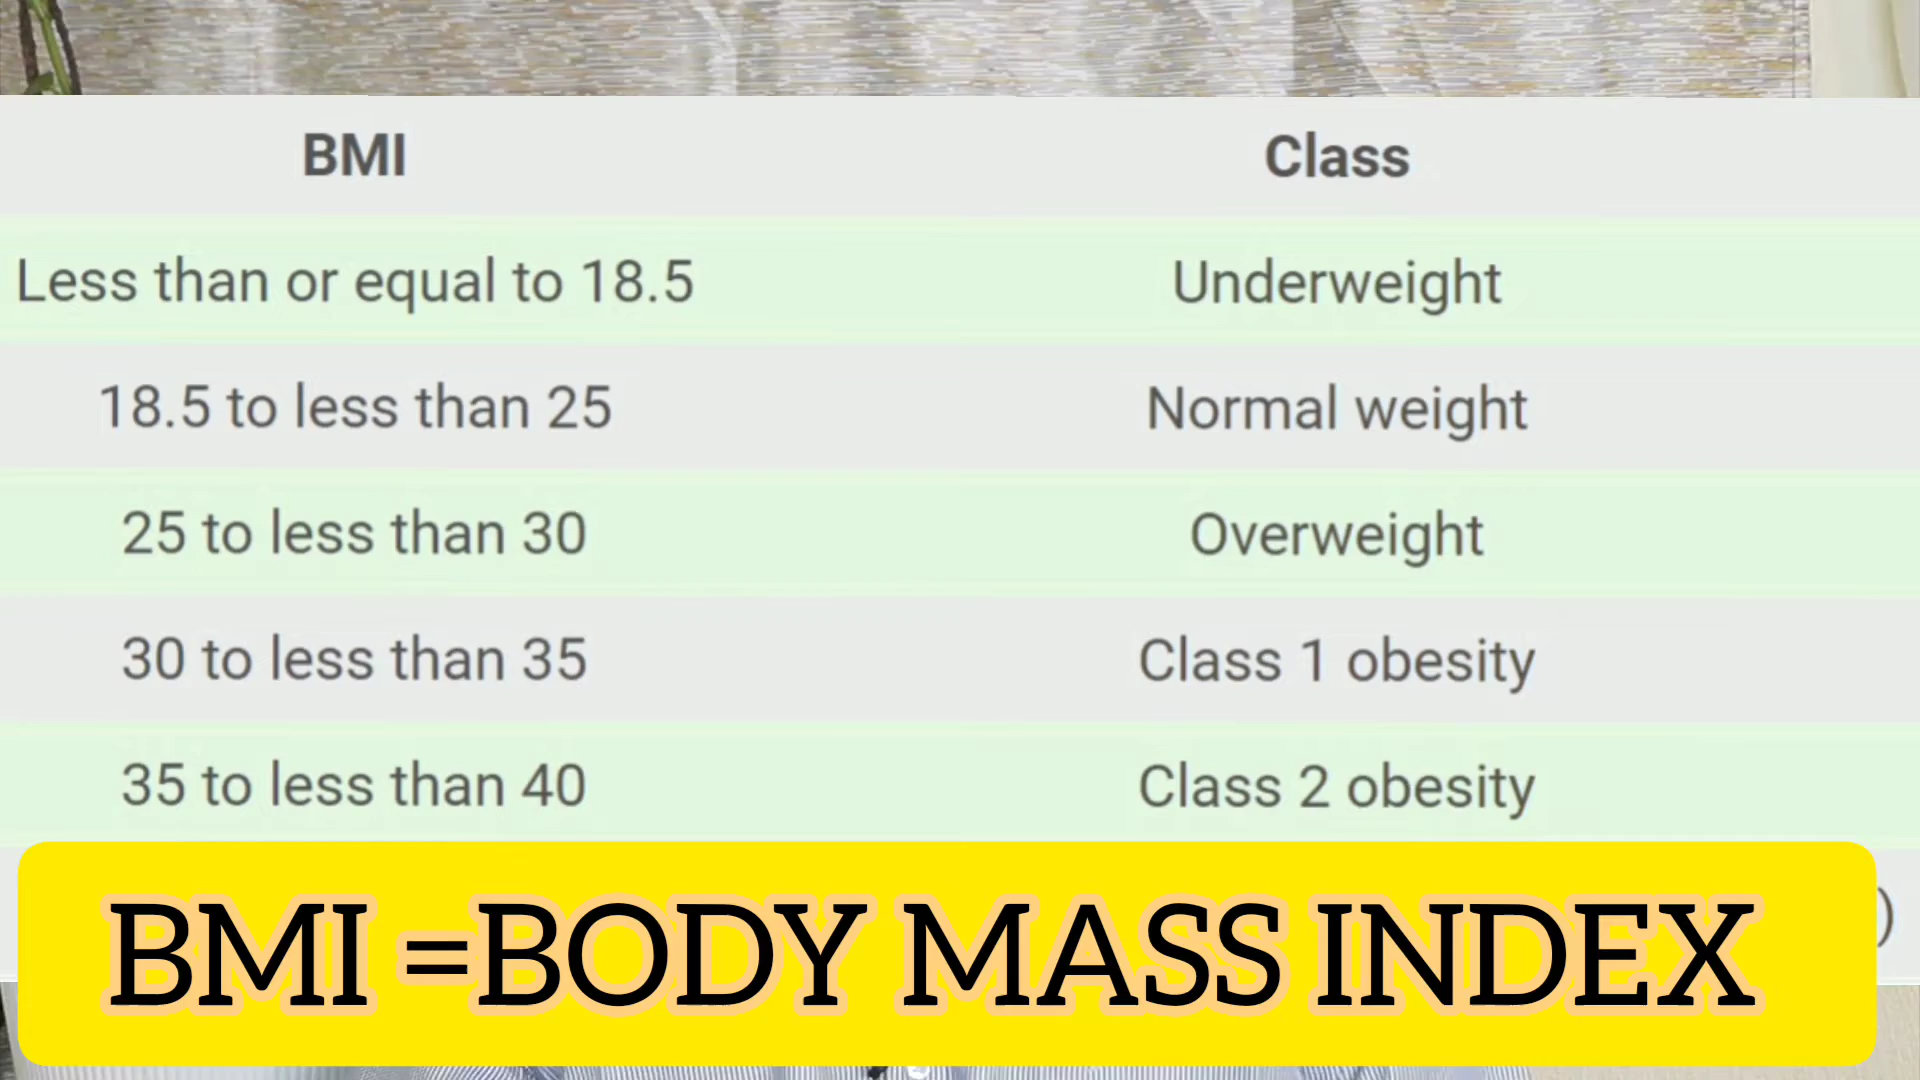 BMI Class
Less than or equal to 18.5 Underweight
18.5 to less than 25 Normal weight
25 to less than 30 Overweight
30 to less than 35 Class 1 obesity
35 to less than 40 Class 2 obesity
)
BMI =BODY MASS INDEX